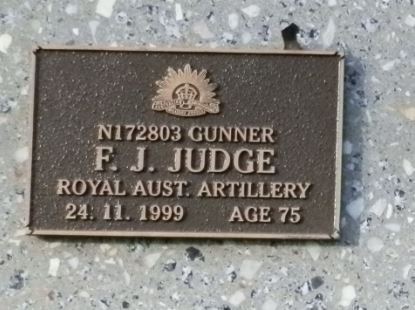 N172803 GUNNER
F. J. JUDGE
ROYAL AUST. ARTILLERY
24. 11. 1999 AGE 75